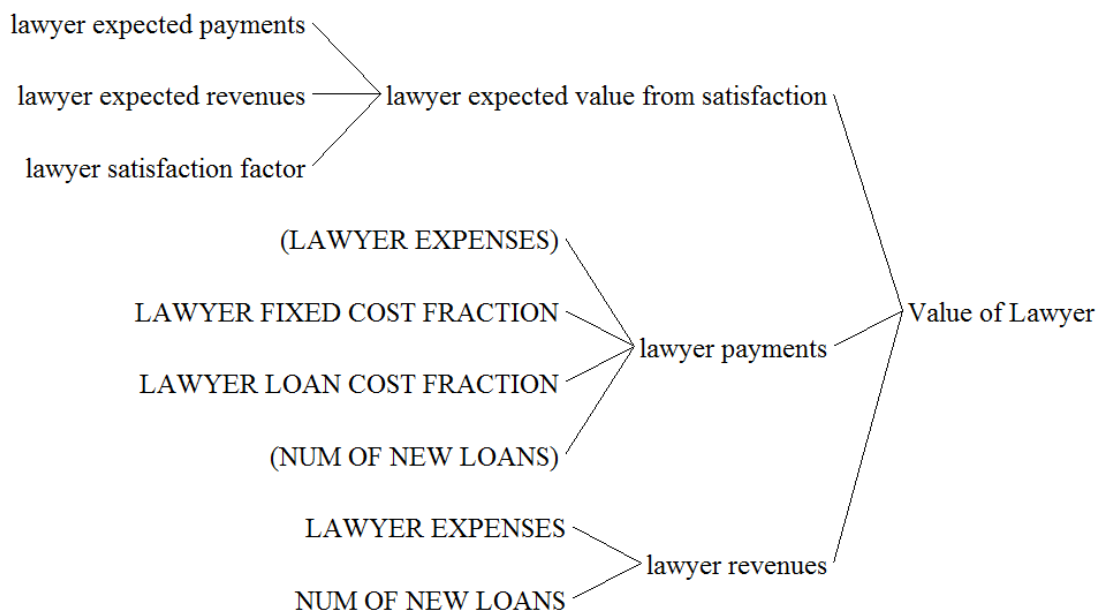 lawyer expected payments
lawyer expected revenues
lawyer expected value from satisfaction
lawyer satisfaction factor
(LAWYER EXPENSES)
LAWYER FIXED COST FRACTION
Value of Lawyer
lawyer payments
LAWYER LOAN COST FRACTION
(NUM OF NEW LOANS)
LAWYER EXPENSES
lawyer revenues
NUM OF NEW LOANS